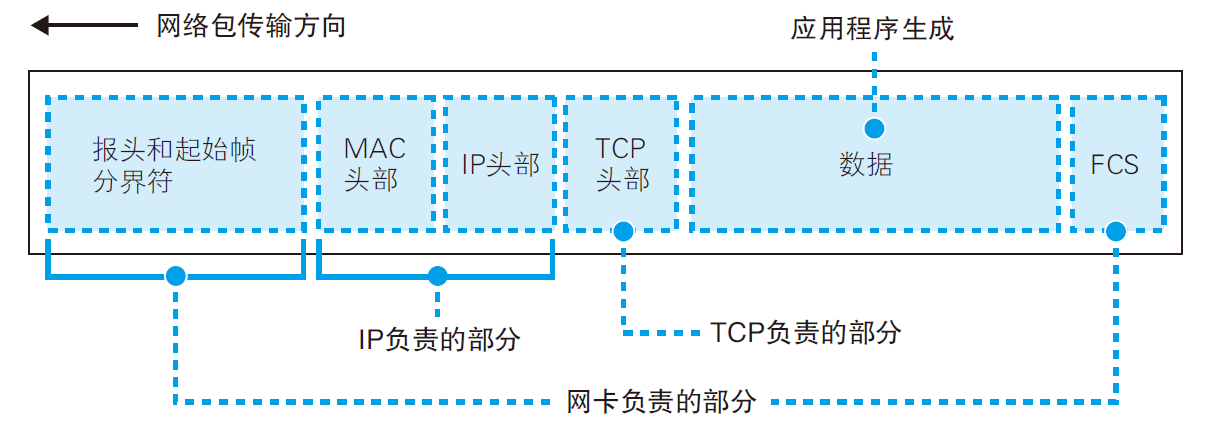 网络包传输方向
应用程序生成
报头和起始帧
分界符
MAC
头部
IP头部
TCP
头部
数据
FCS
IP负责的部分
TCP负责的部分
网卡负责的部分